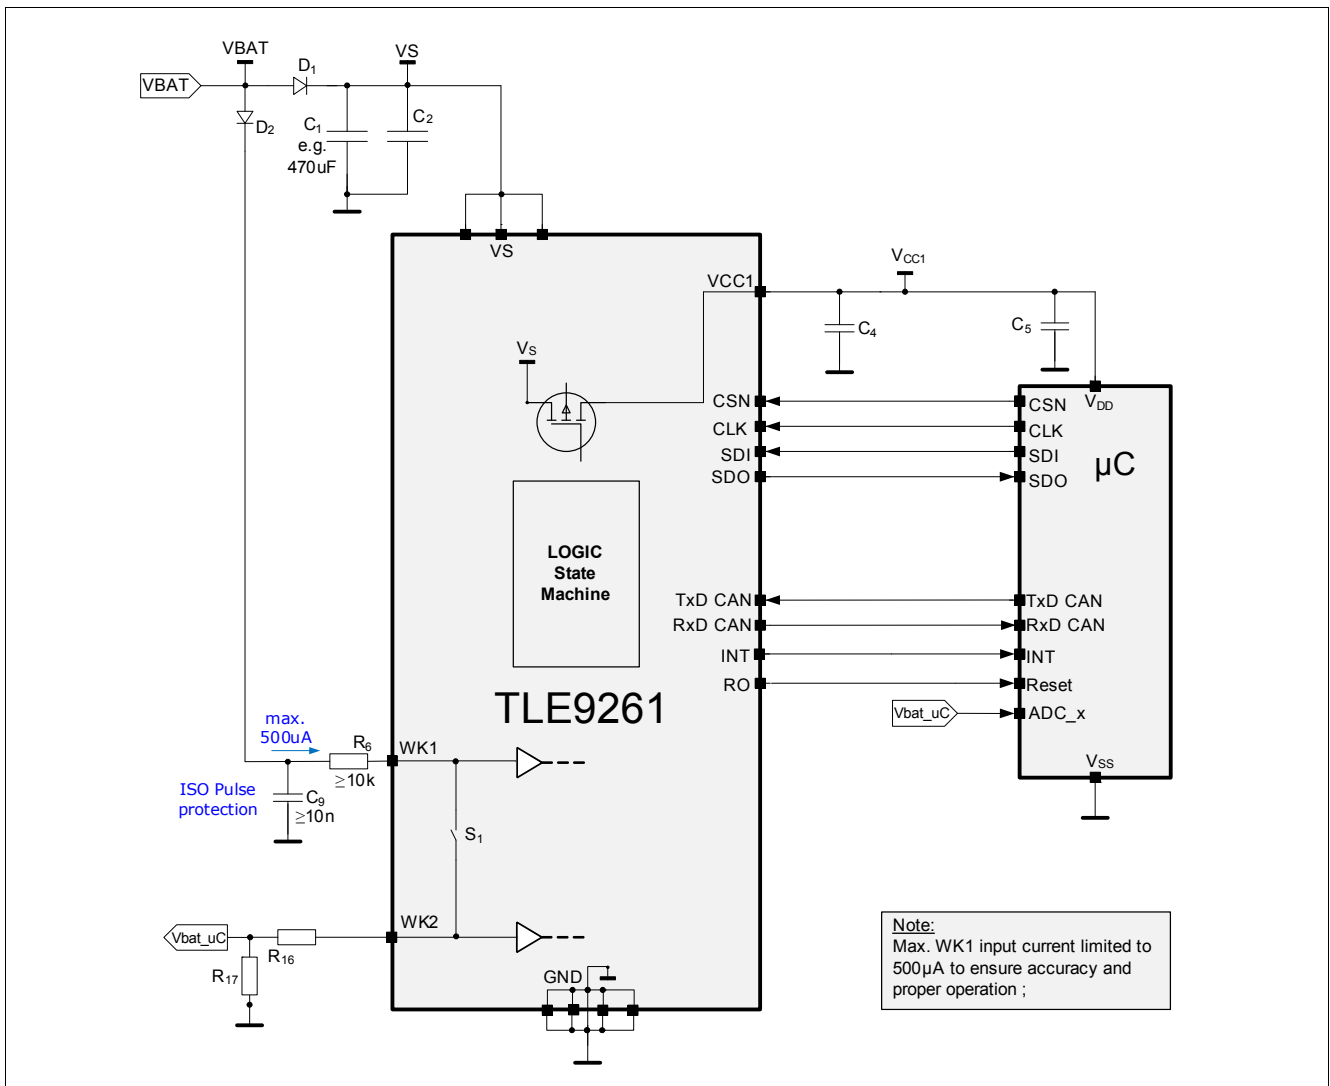 VBAT
VS
D1
VBAT
D2
C1
e.g.
470uF
C2
VS
VCC1
VCC1
C4
C5
VS
VDD
CSN
CLK
SDI
SDO
CSN
CLK
SDI
SDO
µC
LOGIC
State
Machine
TxD CAN
RxD CAN
INT
RO
TxD CAN
RxD CAN
INT
Reset
ADC_x
Vbat_uC
TLE9261
max.
500uA
R6
≥10k
WK1
ISO Pulse
protection
C9
≥10n
S1
VSS
Vbat_uC
R16
R17
WK2
GND
Note:
Max. WK1 input current limited to
500µA to ensure accuracy and
proper operation ;